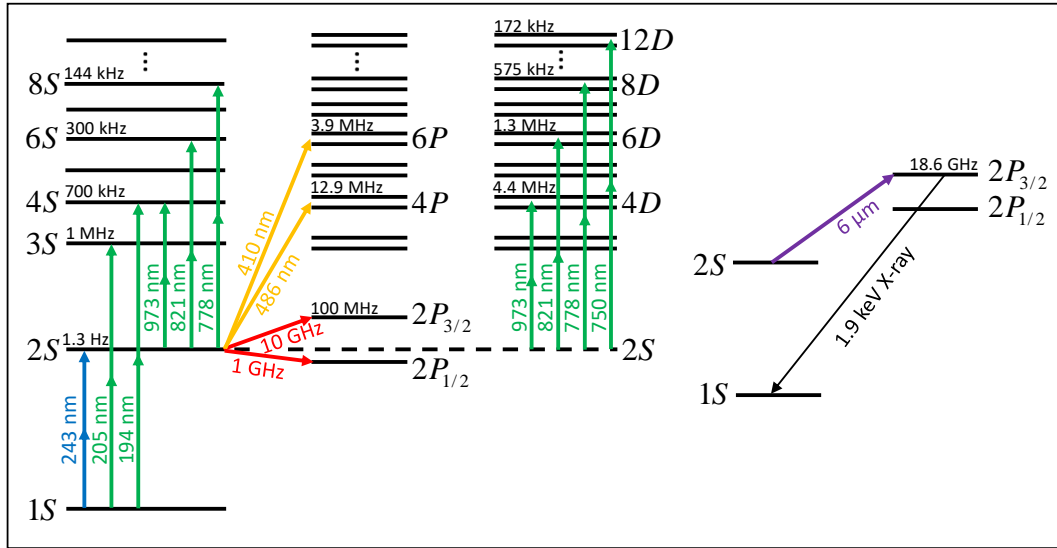 172 kHz
12D
8S
144 kHz
575 kHz
8D
6S
300 kHz
3.9 MHz
6P
1.3 MHz
6D
4S
700 kHz
12.9 MHz
4P
4.4 MHz
4D
18.6 GHz
2P3/2
2P1/2
3S
1 MHz
410 nm
486 nm
6 μm
2S
973 nm
821 nm
778 nm
973 nm
821 nm
778 nm
750 nm
1.9 keV X-ray
100 MHz
2P3/2
10 GHz
2S
1.3 Hz
1 GHz
2P1/2
2S
1S
243 nm
205 nm
194 nm
1S